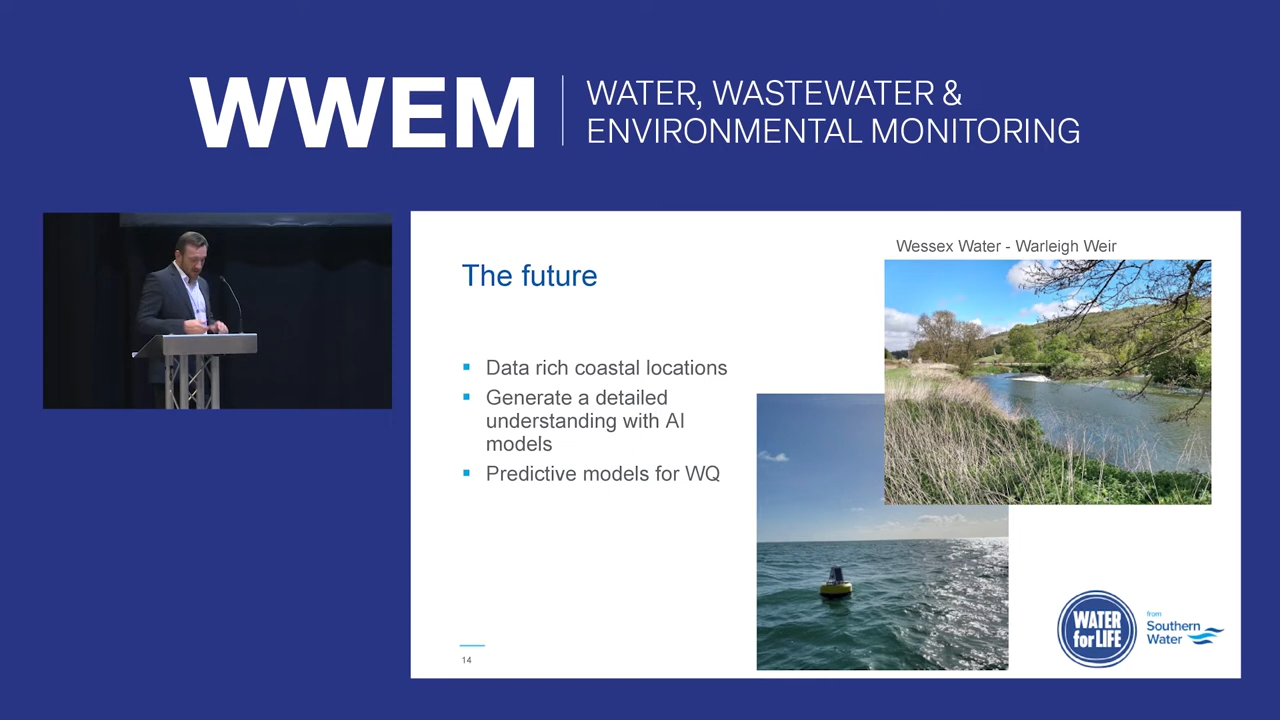 WWEM
WATER, WASTEWATER &
ENVIRONMENTAL MONITORING
Wessex Water - Warleigh Weir
The future
▪ Data rich coastal locations
▪ Generate a detailed
understanding with AI
models
▪ Predictive models for WQ
WATER
for LIFE
from
Southern
Water
14